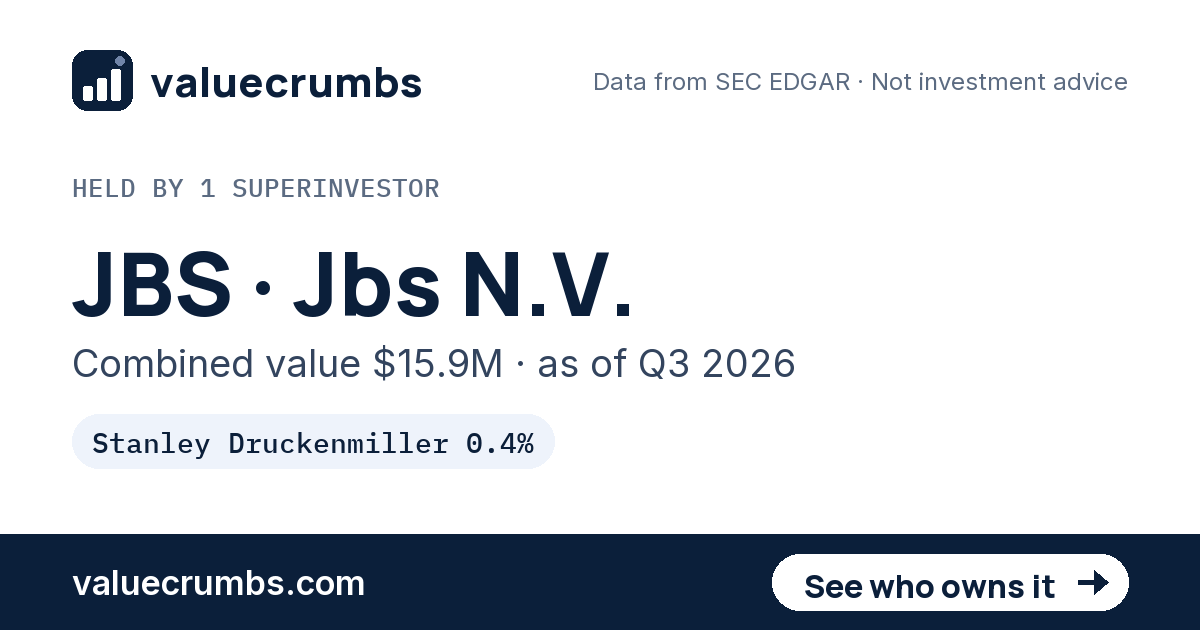 valuecrumbs
Data from SEC EDGAR · Not investment advice
HELD BY 1 SUPERINVESTOR
JBS · Jbs N.V.
Combined value $15.9M · as of Q3 2026
Stanley Druckenmiller 0.4%
valuecrumbs.com
See who owns it →